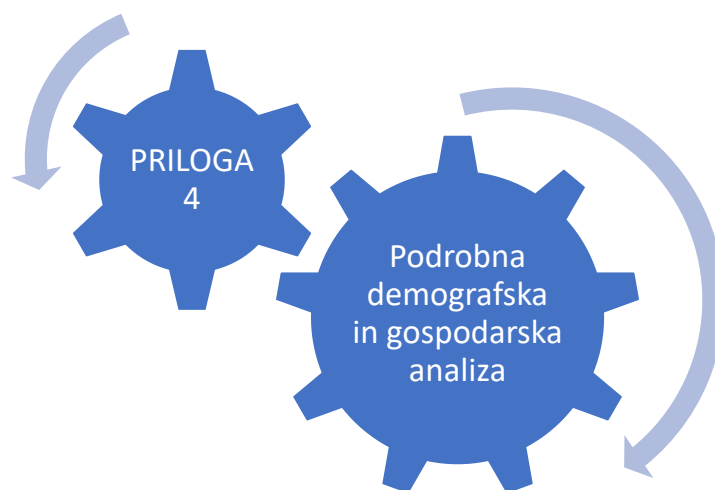 PRILOGA
4
Podrobna
demografska
in gospodarska
analiza